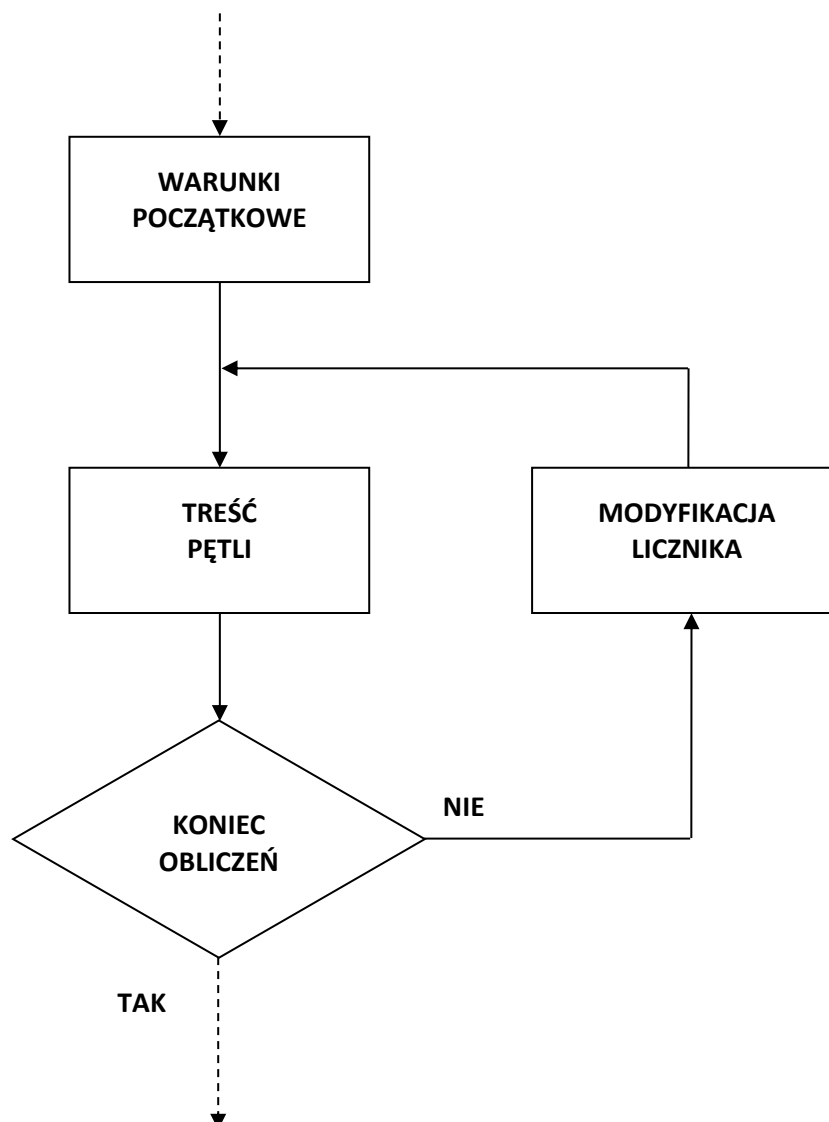 WARUNKI
POCZĄTKOWE
TREŚĆ
PĘTLI
MODYFIKACJA
LICZNIKA
KONIEC
OBLICZEŃ
NIE
TAK